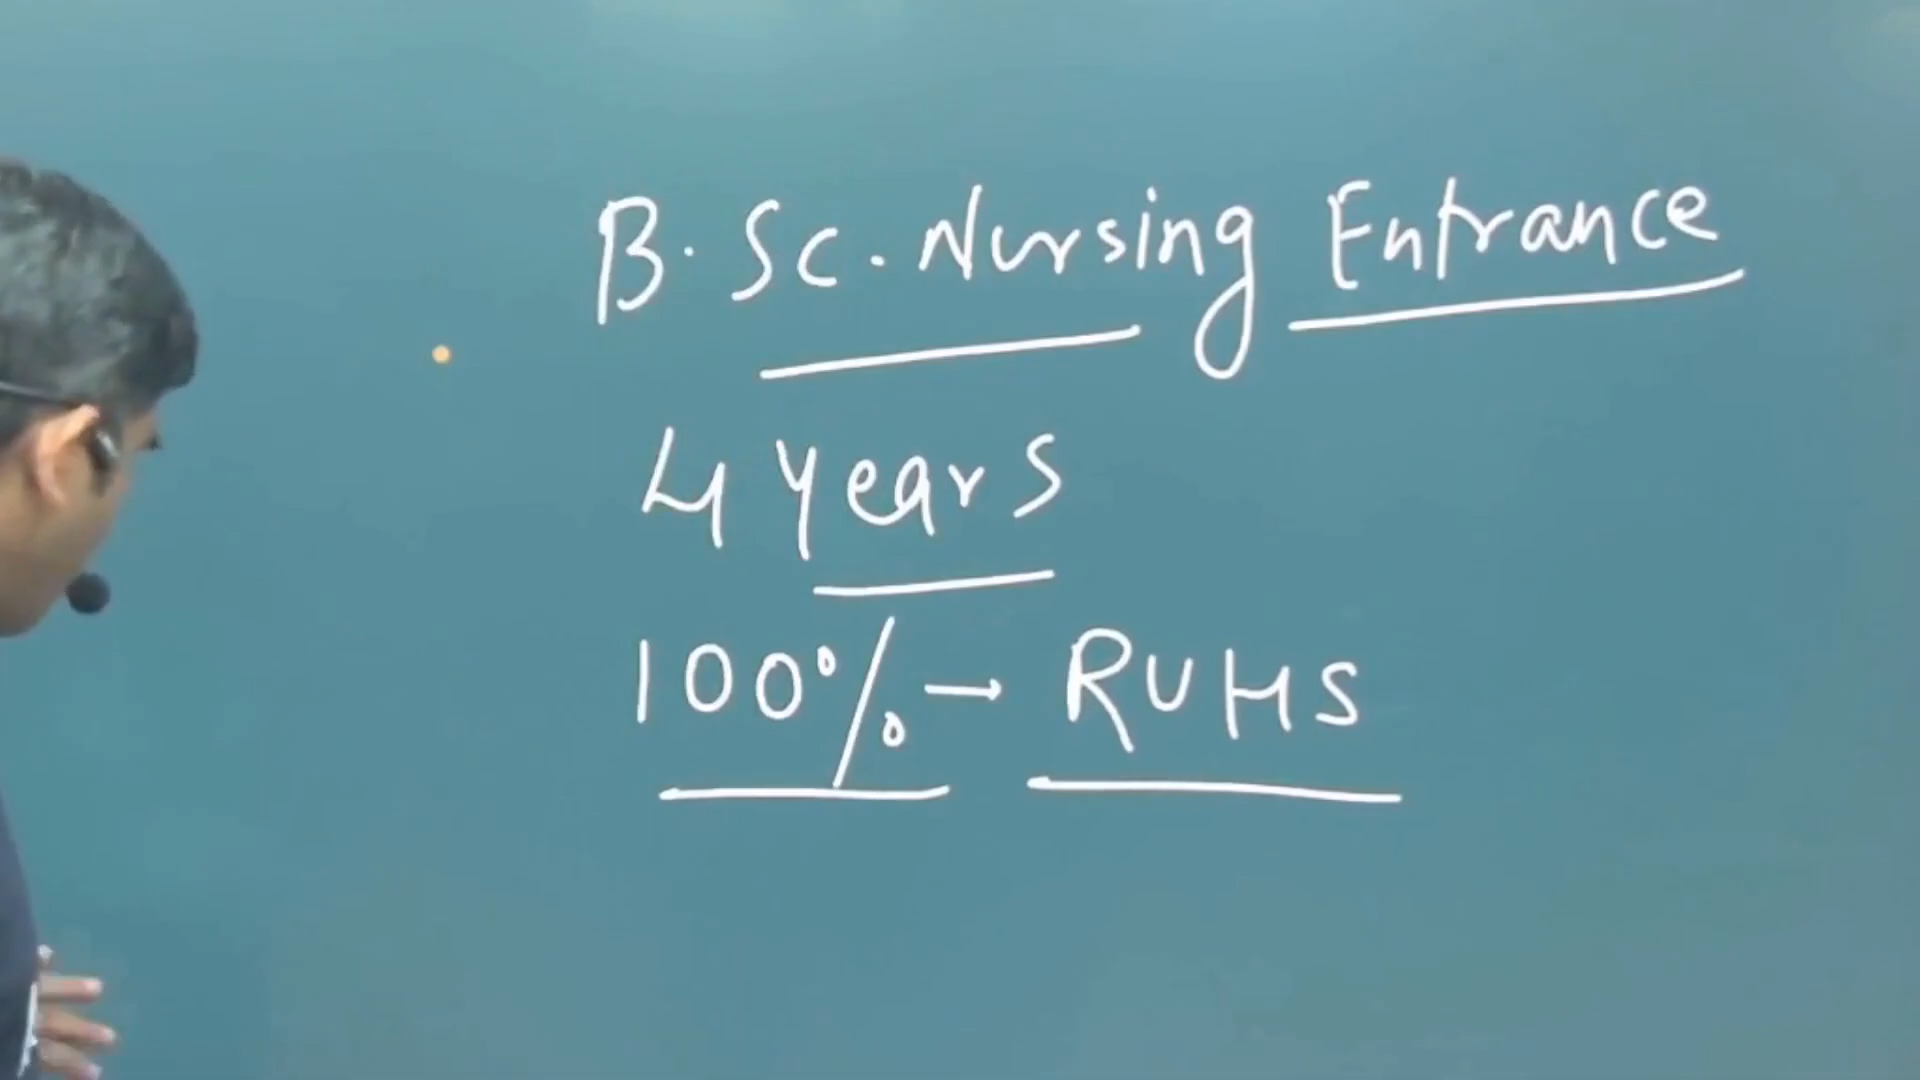 B.Sc. Nursing Entrance
4 Years
100% → RUHS